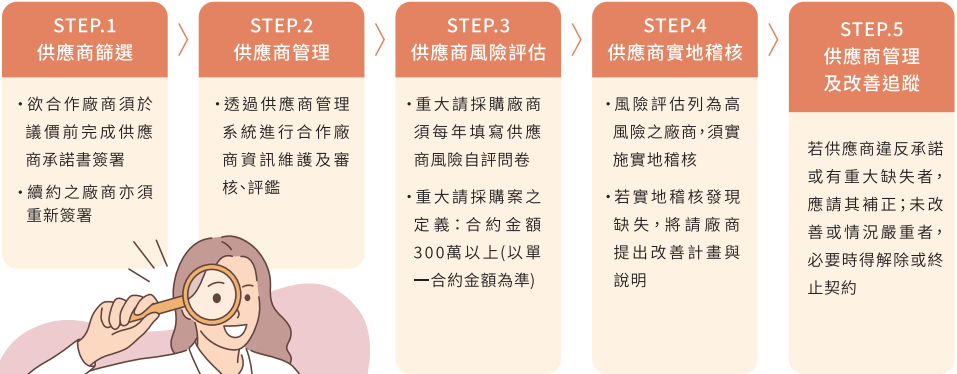 STEP.1
供應商篩選
・欲合作廠商須於
議價前完成供應
商承諾書簽署
・續約之廠商亦須
重新簽署
STEP.2
供應商管理
・透過供應商管理
系統進行合作廠
商資訊維護及審
核、評鑑
STEP.3
供應商風險評估
・重大請採購廠商
須每年填寫供應
商風險自評問卷
・重大請採購案之
定義：合約金額
300萬以上(以單
一合約金額為準)
STEP.4
供應商實地稽核
・風險評估列為高
風險之廠商，須實
施實地稽核
・若實地稽核發現
缺失，將請廠商
提出改善計畫與
說明
STEP.5
供應商管理
及改善追蹤
若供應商違反承諾
或有重大缺失者，
應請其補正；未改
善或情況嚴重者，
必要時得解除或終
止契約